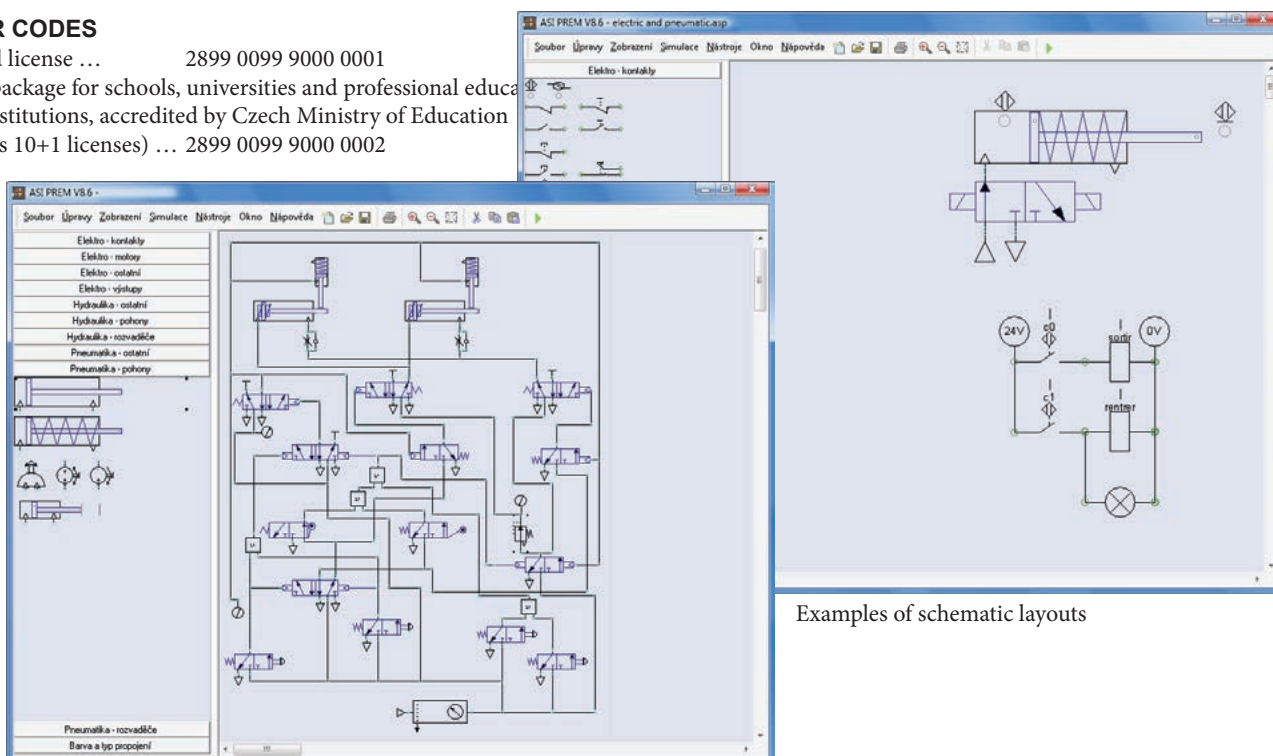 R CODES
l license … 2899 0099 9000 0001
package for schools, universities and professional educa
stitutions, accredited by Czech Ministry of Education
s 10+1 licenses) … 2899 0099 9000 0002
ASI PREM V8.6 - electric and pneumatic.asp
Soubor Úpravy Zobrazení Simulace Nástroje Okno Nápověda
Elektro - kontakty
24V
c0
sortir
0V
c1
rentrer
ASI PREM V8.6 -
Soubor Úpravy Zobrazení Simulace Nástroje Okno Nápověda
Elektro - kontakty
Elektro - motory
Elektro - ostatní
Elektro - výstupy
Hydraulika - ostatní
Hydraulika - pohony
Hydraulika - rozvaděče
Pneumatika - ostatní
Pneumatika - pohony
Pneumatika - rozvaděče
Barva a typ propojení
Examples of schematic layouts